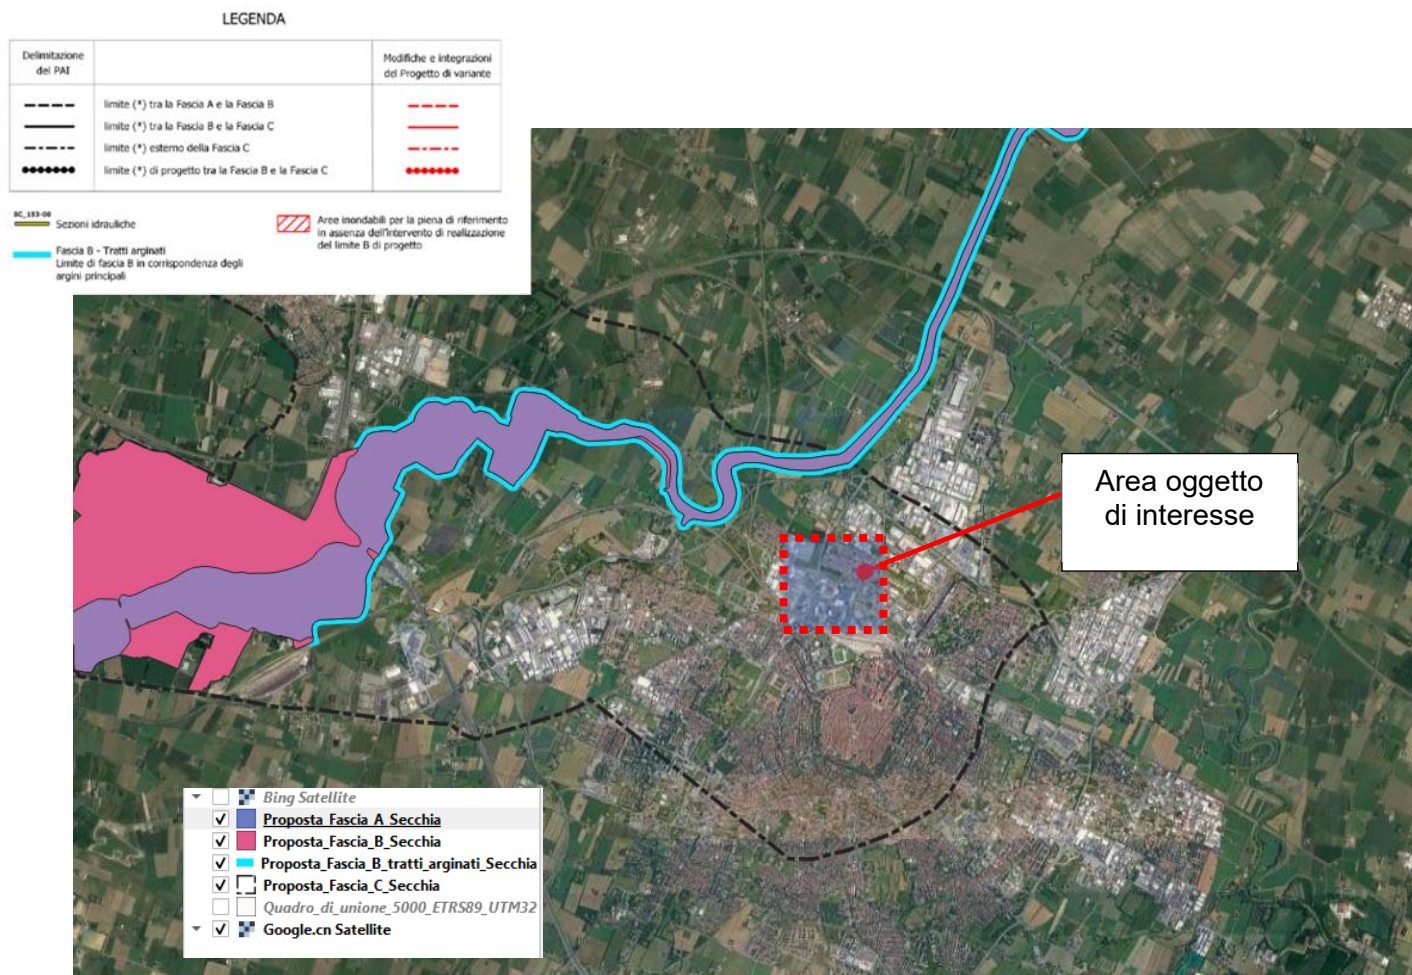 LEGENDA
Delimitazione
del PAI
Modifiche e integrazioni
del Progetto di variante
limite (*) tra la Fascia A e la Fascia B
limite (*) tra la Fascia B e la Fascia C
limite (*) esterno della Fascia C
limite (*) di progetto tra la Fascia B e la Fascia C
SC_193-00
Sezioni idrauliche
Aree inondabili per la piena di riferimento
in assenza dell'intervento di realizzazione
del limite B di progetto
Fascia B - Tratti arginati
Limite di fascia B in corrispondenza degli
argini principali
Area oggetto
di interesse
Bing Satellite
Proposta_Fascia_A_Secchia
Proposta_Fascia_B_Secchia
Proposta_Fascia_B_tratti_arginati_Secchia
Proposta_Fascia_C_Secchia
Quadro_di_unione_5000_ETRS89_UTM32
Google.cn Satellite